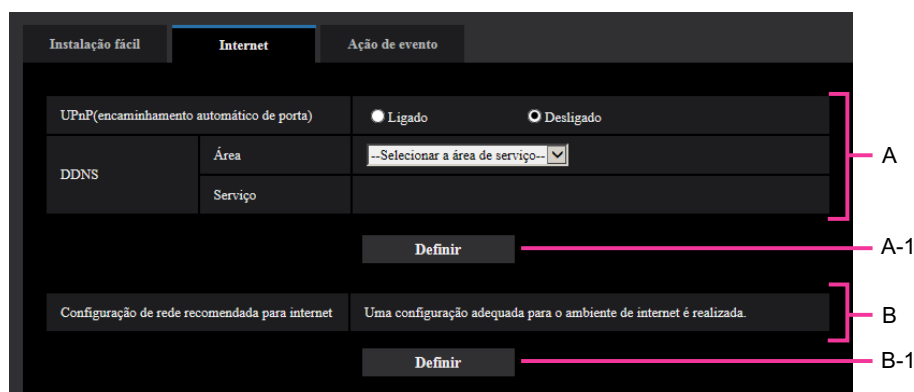 Instalação fácil
Internet
Ação de evento
UPnP(encaminhamento automático de porta)
Ligado
Desligado
A
DDNS
Área
--Selecionar a área de serviço--
Serviço
Definir
A-1
Configuração de rede recomendada para internet
Uma configuração adequada para o ambiente de internet é realizada.
B
Definir
B-1